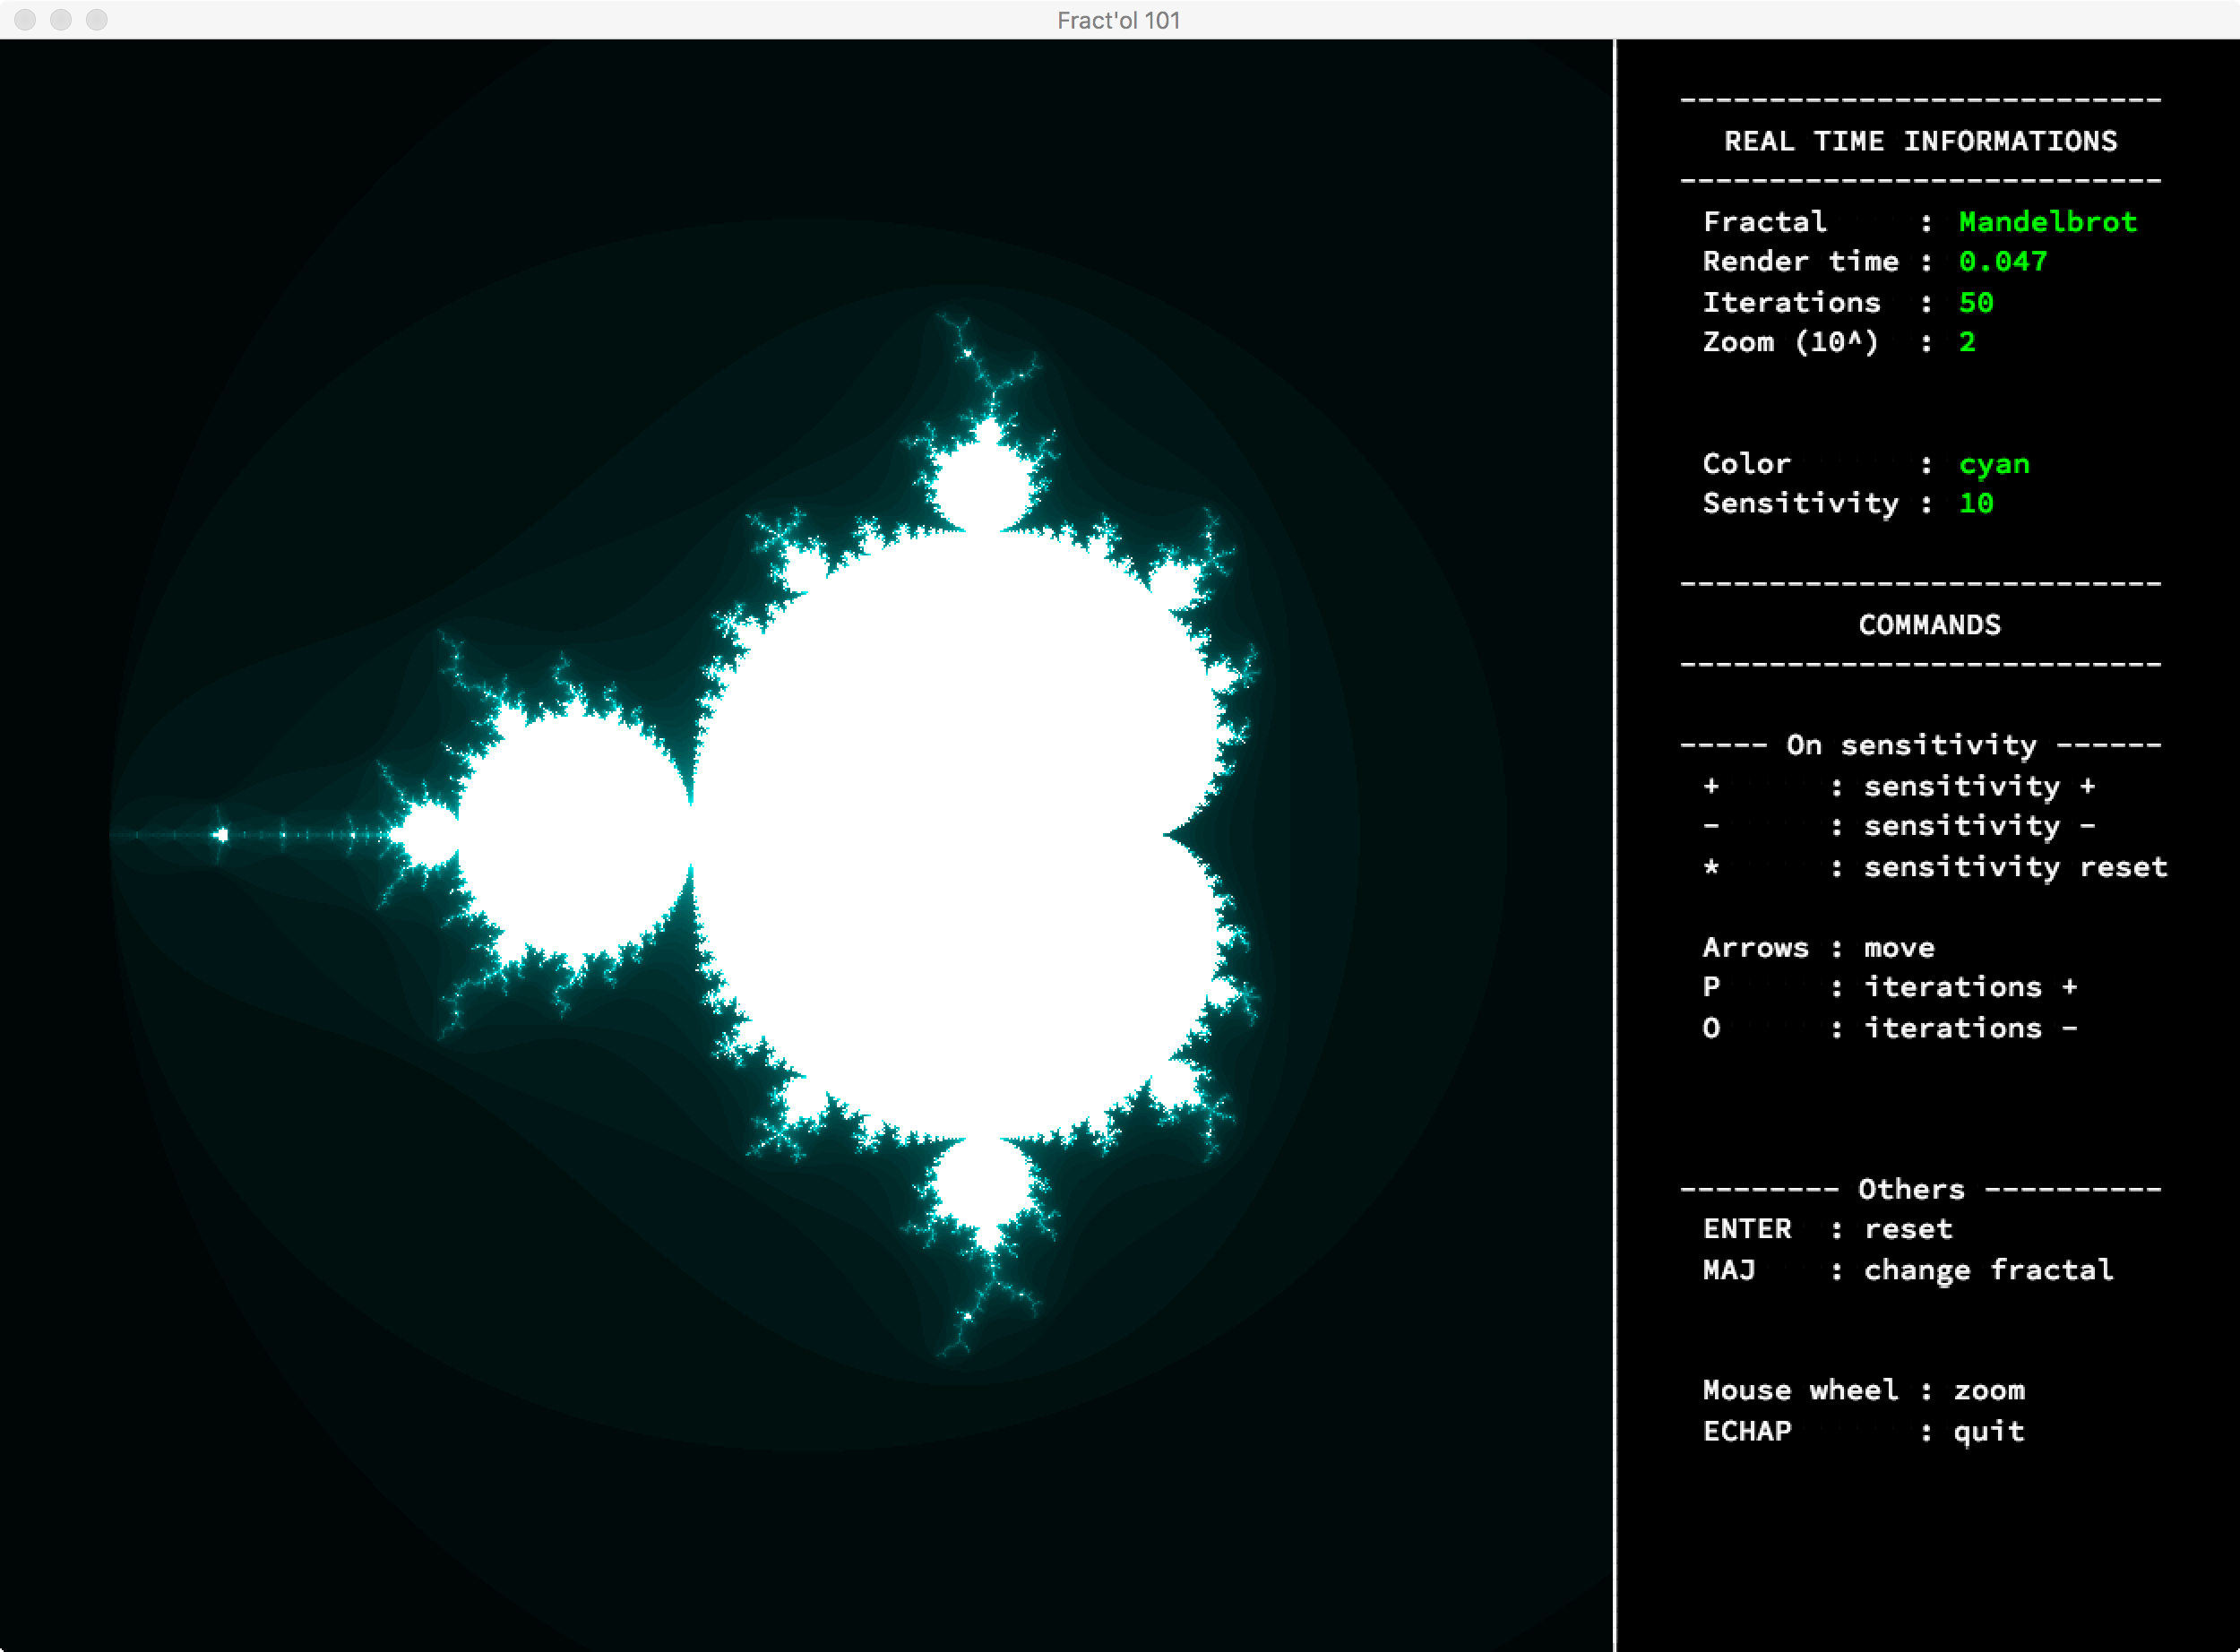 Fract'ol 101
---------------------------
REAL TIME INFORMATIONS
---------------------------
Fractal : Mandelbrot
Render time : 0.047
Iterations : 50
Zoom (10^) : 2
Color : cyan
Sensitivity : 10
---------------------------
COMMANDS
---------------------------
----- On sensitivity ------
+ : sensitivity +
- : sensitivity -
* : sensitivity reset
Arrows : move
P : iterations +
O : iterations -
--------- Others ----------
ENTER : reset
MAJ : change fractal
Mouse wheel : zoom
ECHAP : quit